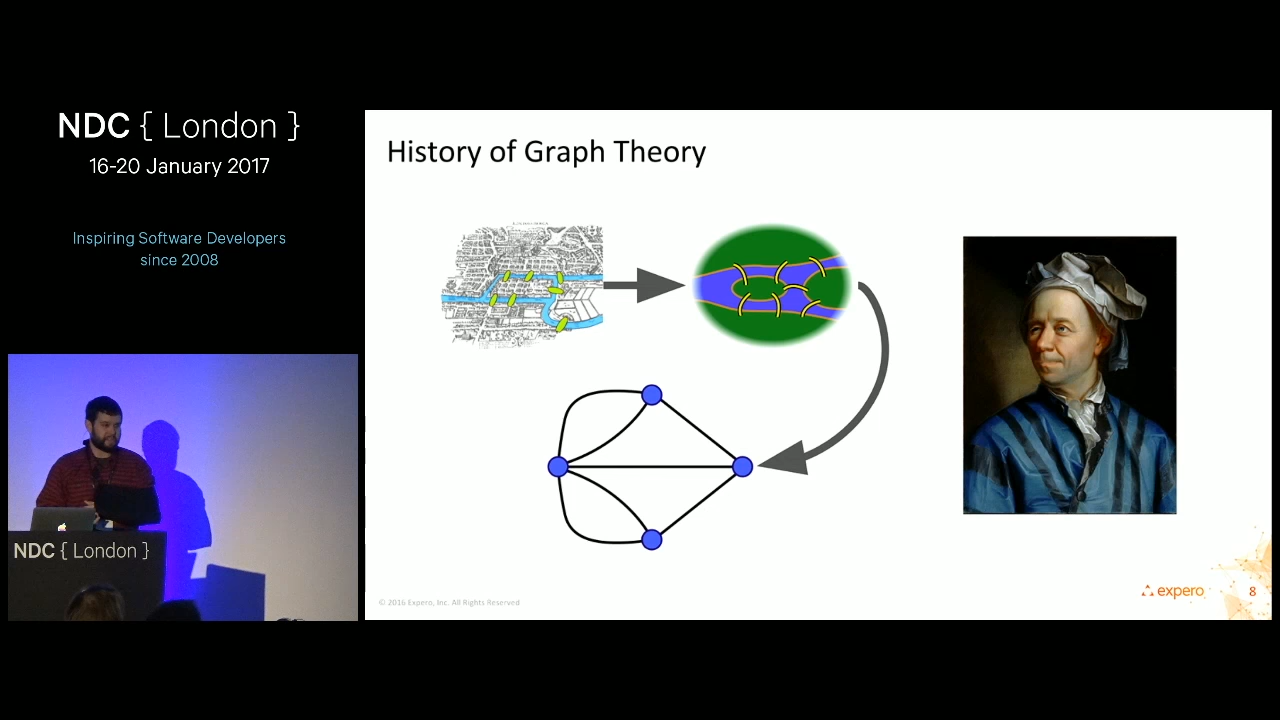 NDC { London }
16-20 January 2017
Inspiring Software Developers
since 2008
NDC { London }
History of Graph Theory
© 2016 Expero, Inc. All Rights Reserved
expero
8